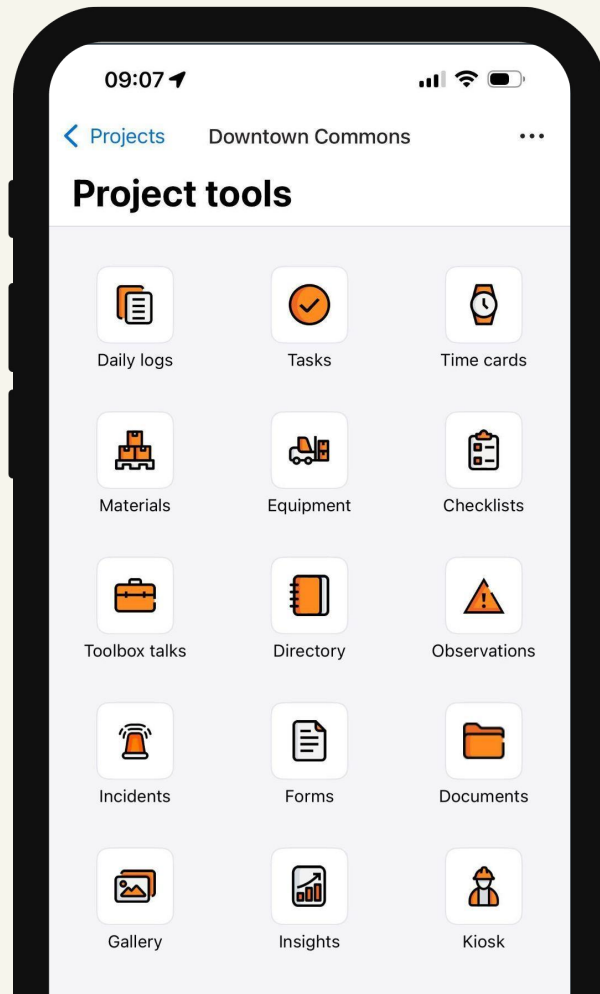 09:07
Projects Downtown Commons
Project tools
Daily logs Tasks Time cards
Materials Equipment Checklists
Toolbox talks Directory Observations
Incidents Forms Documents
Gallery Insights Kiosk